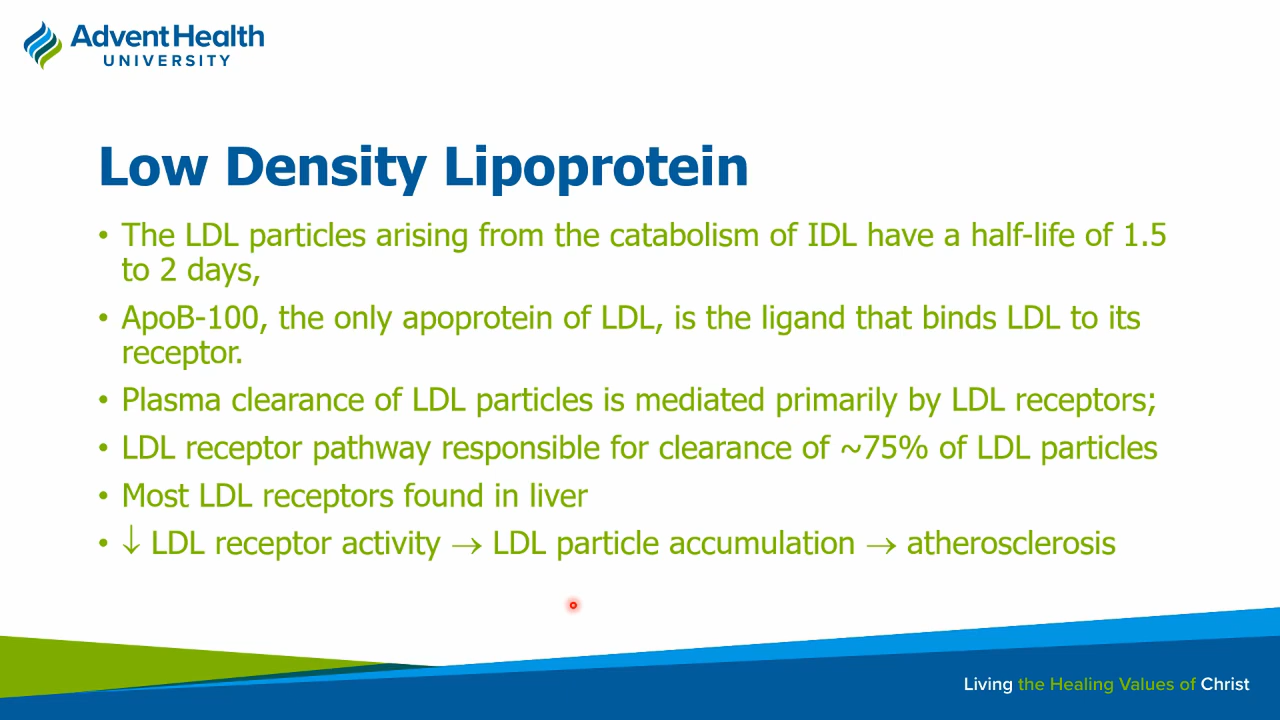 AdventHealth
UNIVERSITY
Low Density Lipoprotein
• The LDL particles arising from the catabolism of IDL have a half-life of 1.5
to 2 days,
• ApoB-100, the only apoprotein of LDL, is the ligand that binds LDL to its
receptor.
• Plasma clearance of LDL particles is mediated primarily by LDL receptors;
• LDL receptor pathway responsible for clearance of ~75% of LDL particles
• Most LDL receptors found in liver
• ↓ LDL receptor activity → LDL particle accumulation → atherosclerosis
Living the Healing Values of Christ